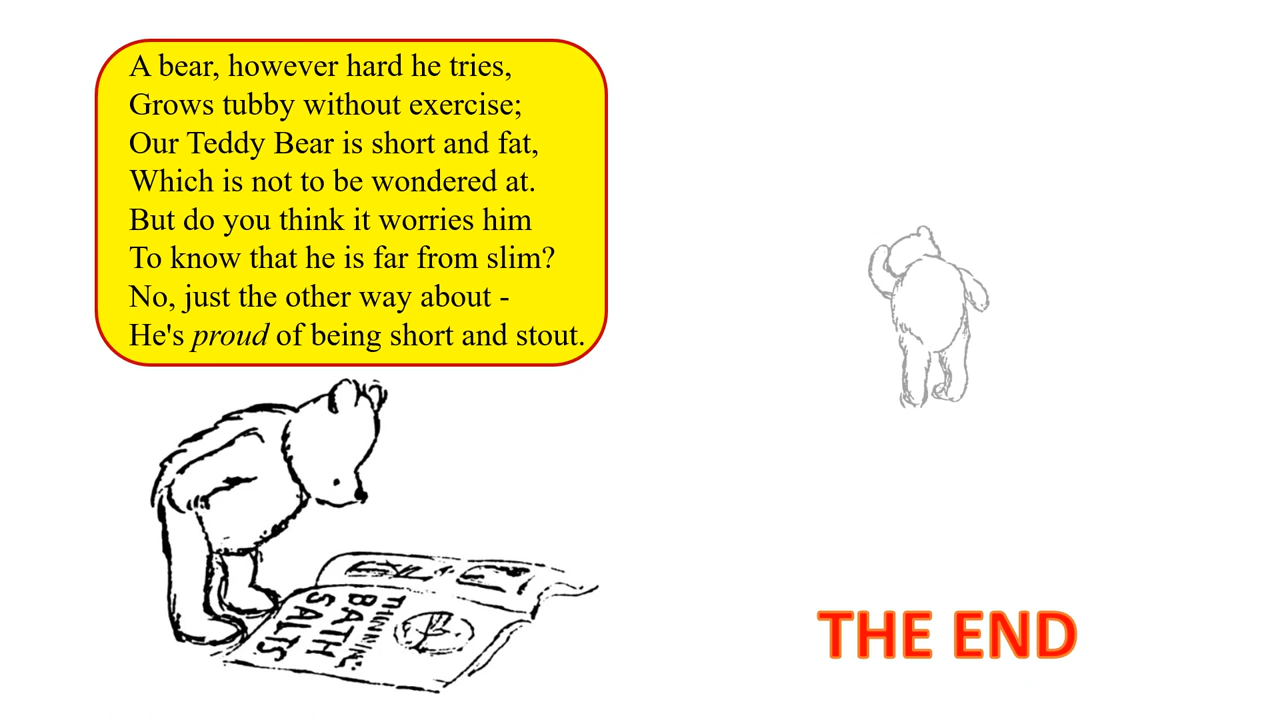 A bear, however hard he tries,
Grows tubby without exercise;
Our Teddy Bear is short and fat,
Which is not to be wondered at.
But do you think it worries him
To know that he is far from slim?
No, just the other way about -
He's proud of being short and stout.
THINNING
BATH
SALTS
THE END